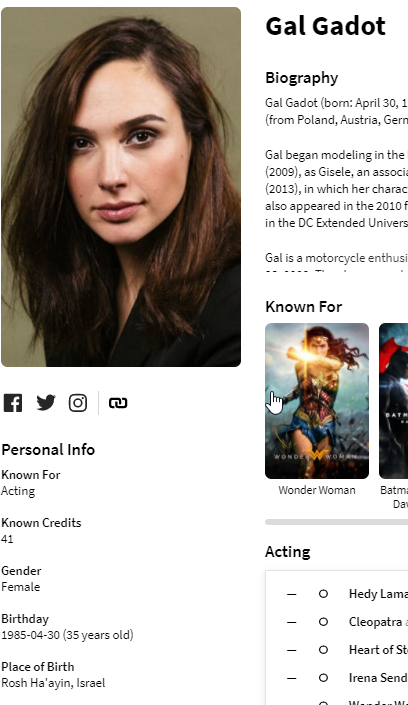 Gal Gadot
Biography
Gal Gadot (born: April 30, 1
(from Poland, Austria, Germ
Gal began modeling in the
(2009), as Gisele, an associa
(2013), in which her charac
also appeared in the 2010 f
in the DC Extended Univers
Gal is a motorcycle enthusi
Known For
WONDER WOMAN
Wonder Woman
Batma
Daw
Personal Info
Known For
Acting
Known Credits
41
Gender
Female
Birthday
1985-04-30 (35 years old)
Place of Birth
Rosh Ha'ayin, Israel
Acting
— Hedy Lama
— Cleopatra
— Heart of St
— Irena Send
Wonder W